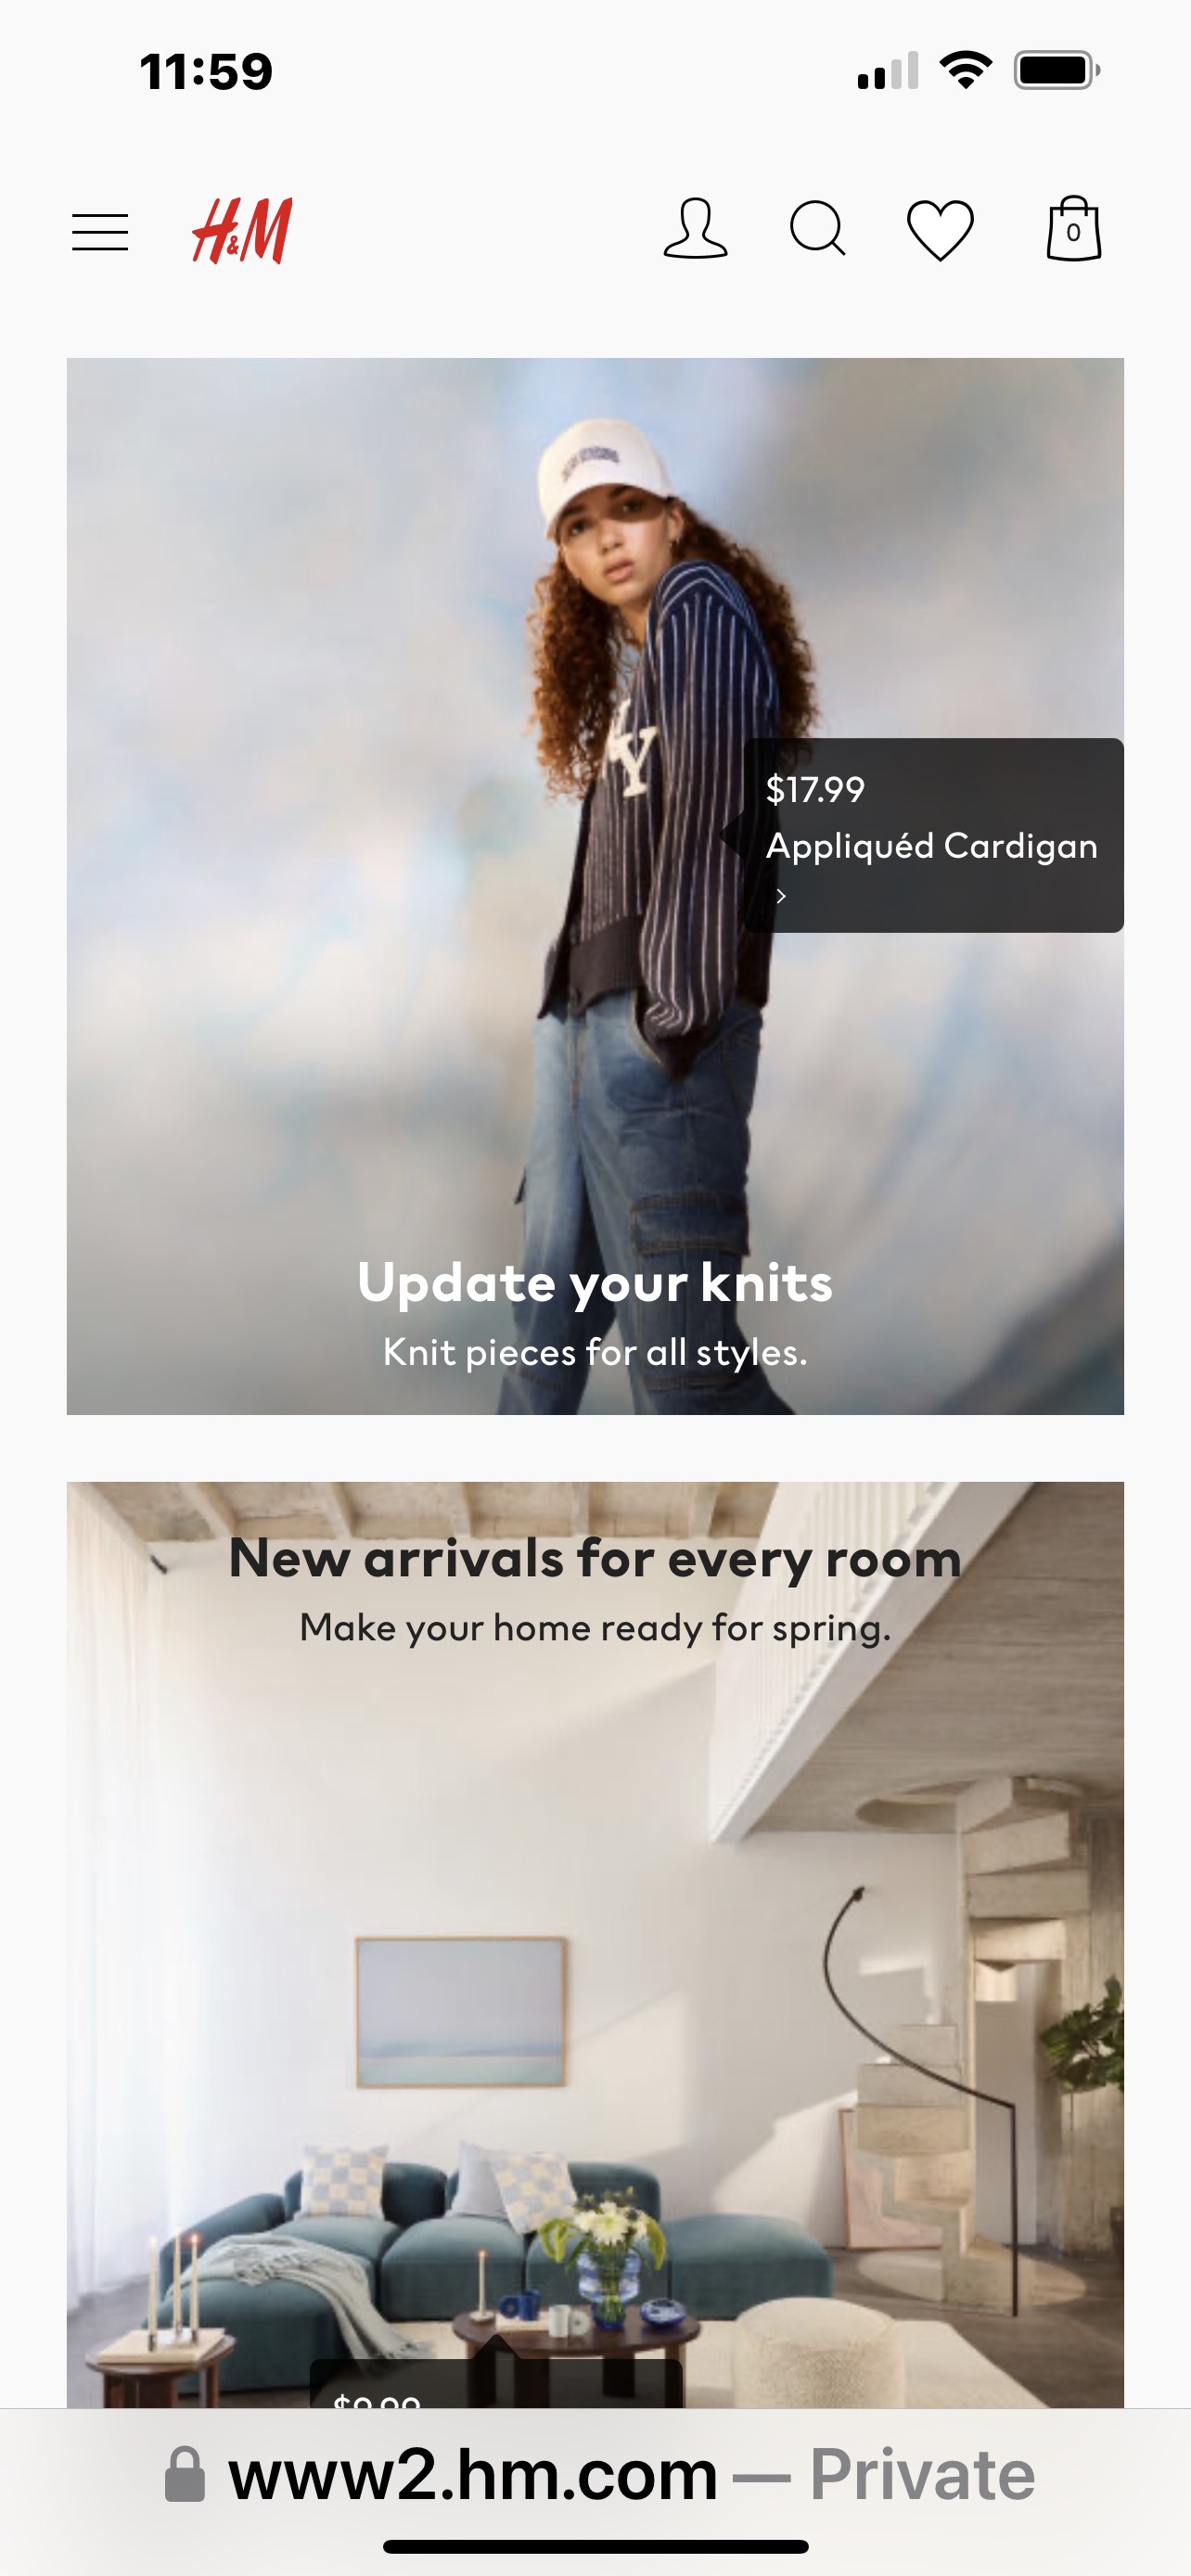 11:59
H&M
0
Y
$17.99
Appliquéd Cardigan
Update your knits
Knit pieces for all styles.
New arrivals for every room
Make your home ready for spring.
www2.hm.com — Private